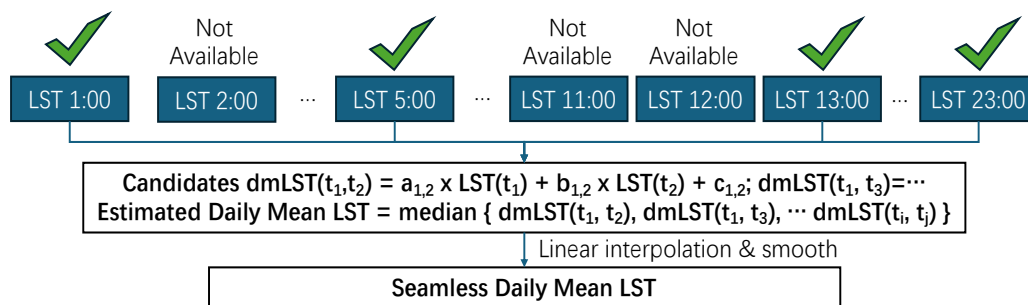 Not Available
Not Available
Not Available
LST 1:00 LST 2:00 ... LST 5:00 ... LST 11:00 LST 12:00 LST 13:00 ... LST 23:00
Candidates dmLST(t₁,t₂) = a₁,₂ x LST(t₁) + b₁,₂ x LST(t₂) + c₁,₂; dmLST(t₁, t₃)=⋯
Estimated Daily Mean LST = median { dmLST(t₁, t₂), dmLST(t₁, t₃), ⋯ dmLST(tᵢ, tⱼ) }
Linear interpolation & smooth
Seamless Daily Mean LST